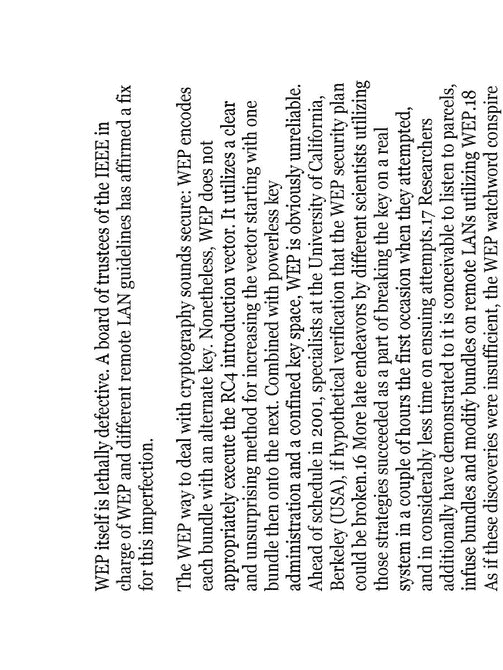 WEP itself is lethally defective. A board of trustees of the IEEE in
charge of WEP and different remote LAN guidelines has affirmed a fix
for this imperfection.
The WEP way to deal with cryptography sounds secure: WEP encodes
each bundle with an alternate key. Nonetheless, WEP does not
appropriately execute the RC4 introduction vector. It utilizes a clear
and unsurprising method for increasing the vector starting with one
bundle then onto the next. Combined with powerless key
administration and a confined key space, WEP is obviously unreliable.
Ahead of schedule in 2001, specialists at the University of California,
Berkeley (USA), if hypothetical verification that the WEP security plan
could be broken.16 More late endeavors by different scientists utilizing
those strategies succeeded as a part of breaking the key on a real
system in a couple of hours the first occasion when they attempted,
and in considerably less time on ensuing attempts.17 Researchers
additionally have demonstrated to it is conceivable to listen to parcels,
infuse bundles and modify bundles on remote LANs utilizing WEP.18
As if these discoveries were insufficient, the WEP watchword conspire